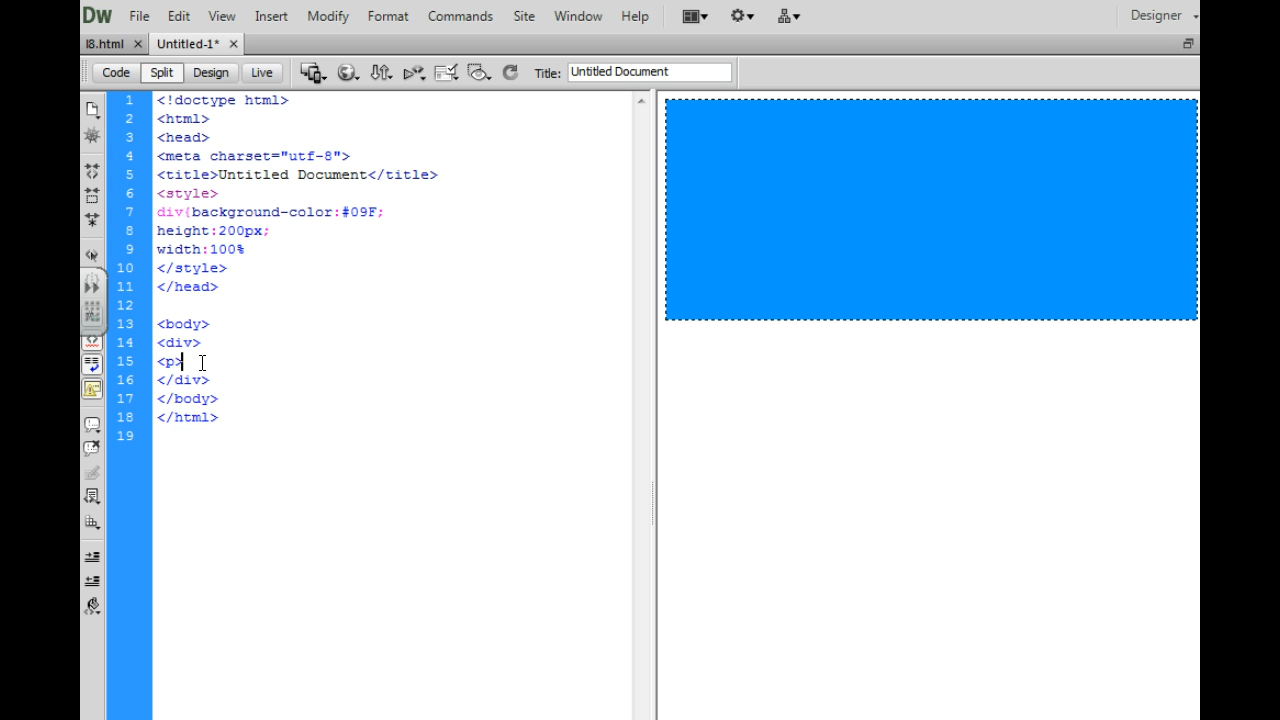 Dw File Edit View Insert Modify Format Commands Site Window Help Designer
l8.html Untitled-1*
Code Split Design Live Title: Untitled Document
1 <!doctype html>
2 <html>
3 <head>
4 <meta charset="utf-8">
5 <title>Untitled Document</title>
6 <style>
7 div{background-color:#09F;
8 height:200px;
9 width:100%
10 </style>
11 </head>
12
13 <body>
14 <div>
15 <p>
16 </div>
17 </body>
18 </html>
19